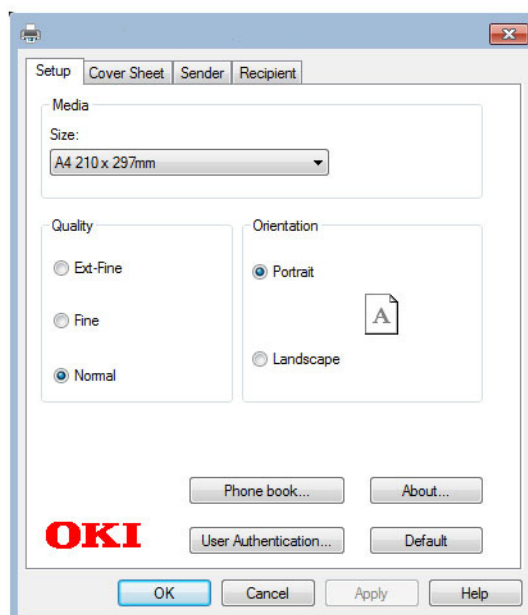 Setup Cover Sheet Sender Recipient
Media
Size:
A4 210 x 297mm
Quality
Orientation
Ext-Fine
Portrait
A
Fine
Landscape
Normal
Phone book... About...
OKI
User Authentication... Default
OK Cancel Apply Help